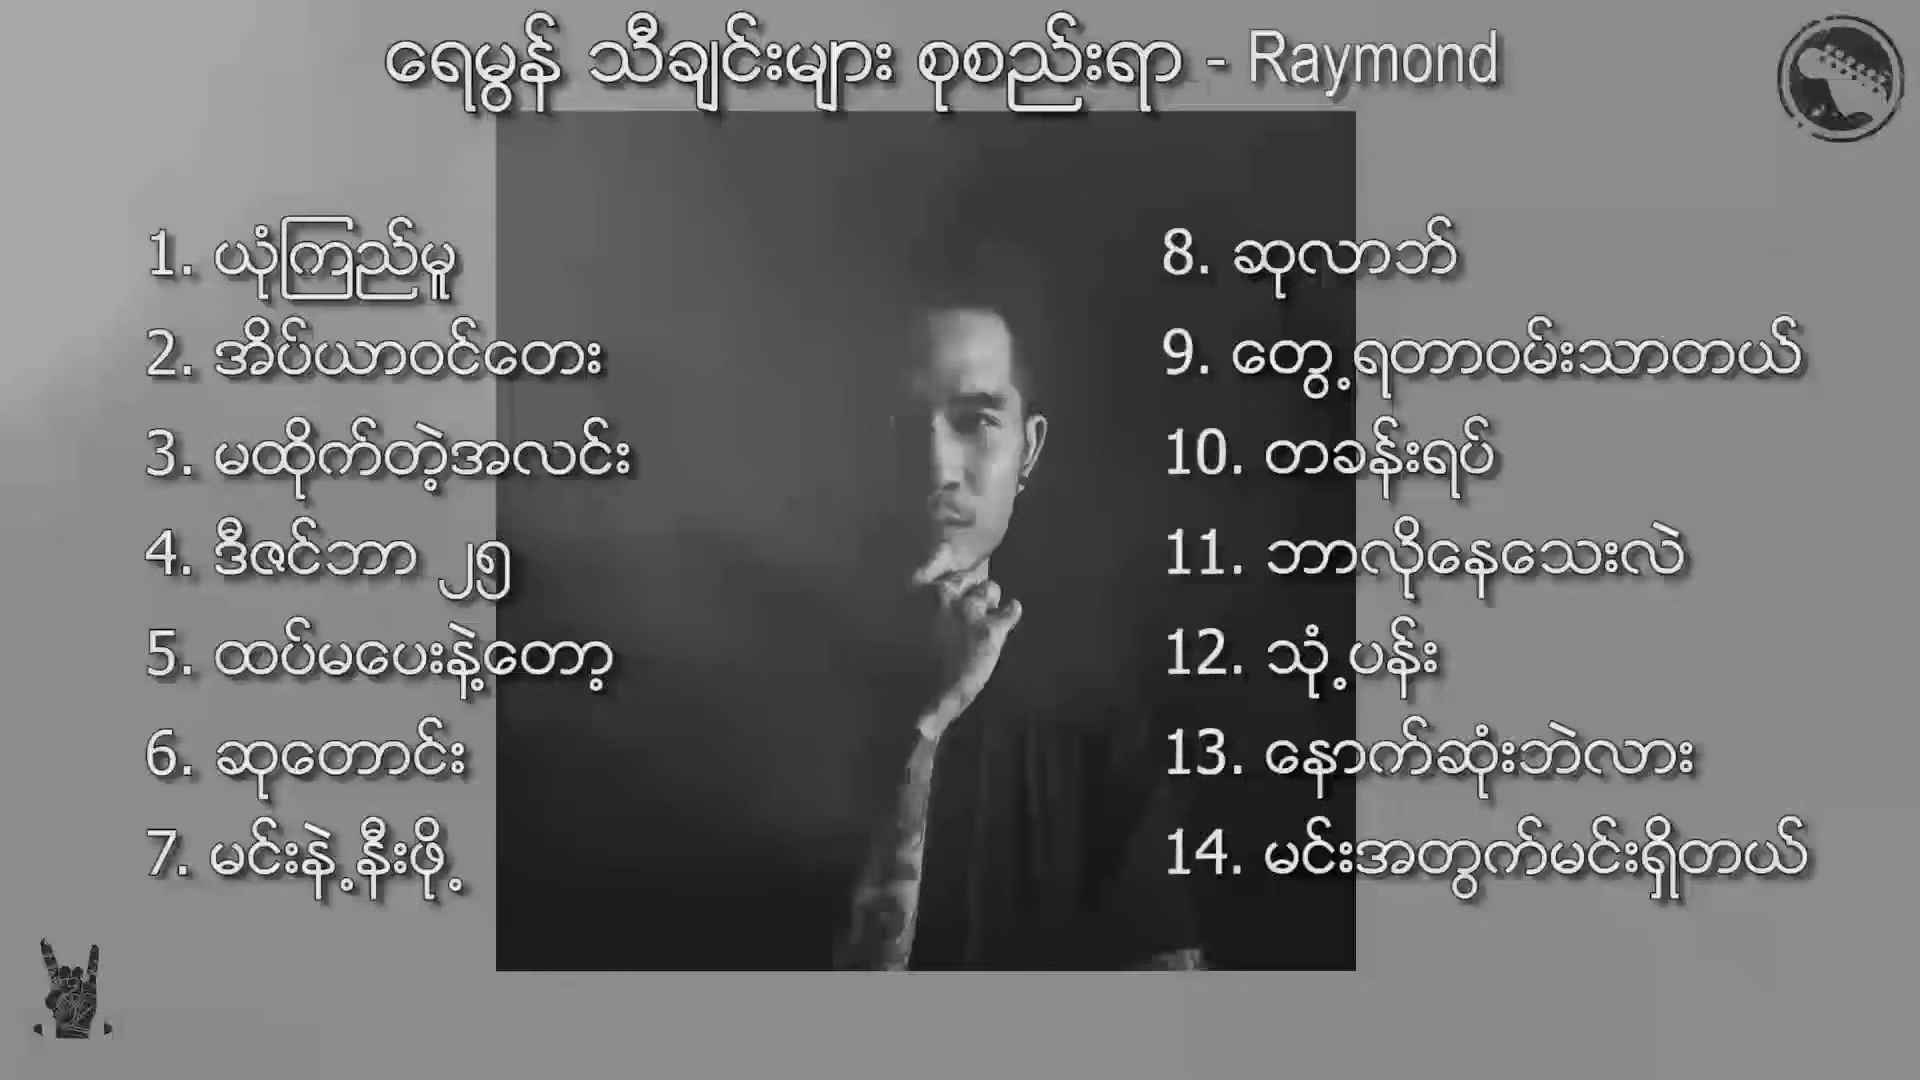 ရေမွန် သီချင်းများ စုစည်းရာ - Raymond
1. ယုံကြည်မူ
2. အိပ်ယာဝင်တေး
3. မထိုက်တဲ့အလင်း
4. ဒီဇင်ဘာ ၂၅
5. ထပ်မပေးနဲ့တော့
6. ဆုတောင်း
7. မင်းနဲ့နီးဖို့
8. ဆုလာဘ်
9. တွေ့ရတာဝမ်းသာတယ်
10. တခန်းရပ်
11. ဘာလိုနေသေးလဲ
12. သုံ့ပန်း
13. နောက်ဆုံးဘဲလား
14. မင်းအတွက်မင်းရှိတယ်